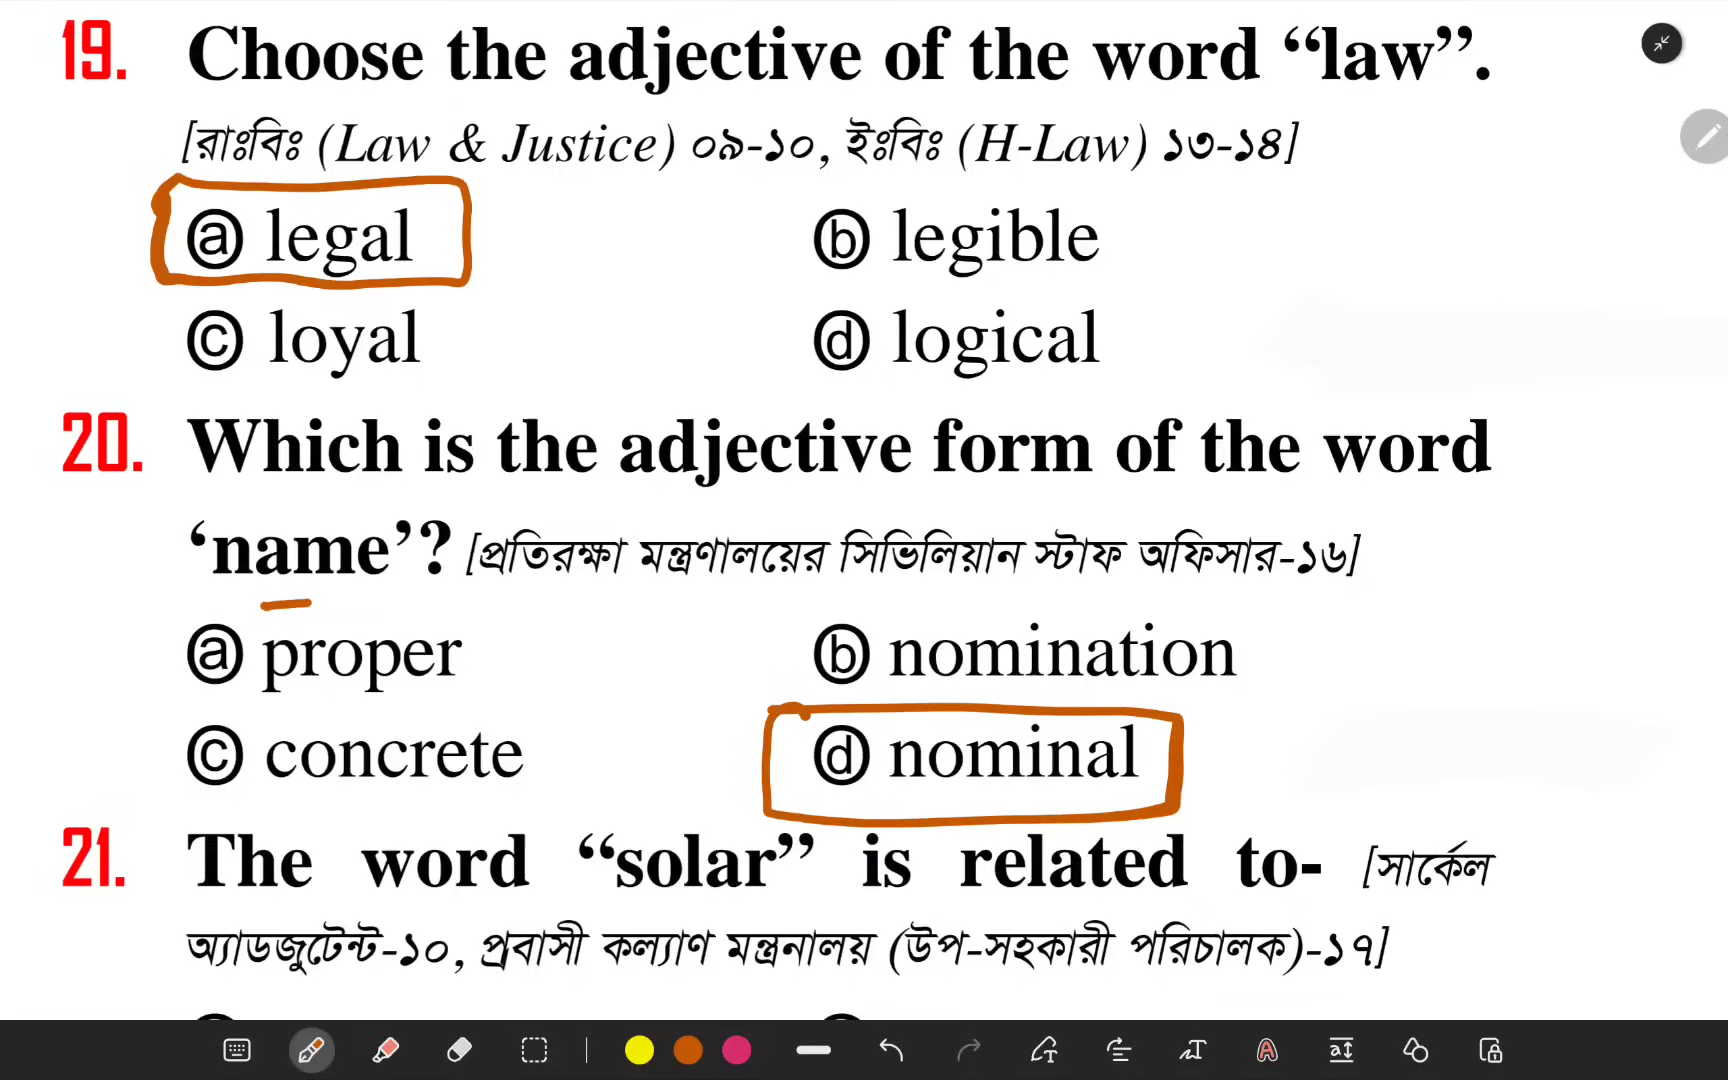 19. Choose the adjective of the word “law”.
[রাঃবিঃ (Law & Justice) ০৯-১০, ইঃবিঃ (H-Law) ১৩-১৪]
ⓐ legal ⓑ legible
ⓒ loyal ⓓ logical
20. Which is the adjective form of the word
‘name’? [প্রতিরক্ষা মন্ত্রণালয়ের সিভিলিয়ান স্টাফ অফিসার-১৬]
ⓐ proper ⓑ nomination
ⓒ concrete ⓓ nominal
21. The word “solar” is related to- [সার্কেল
অ্যাডজুটেন্ট-১০, প্রবাসী কল্যাণ মন্ত্রনালয় (উপ-সহকারী পরিচালক)-১৭]